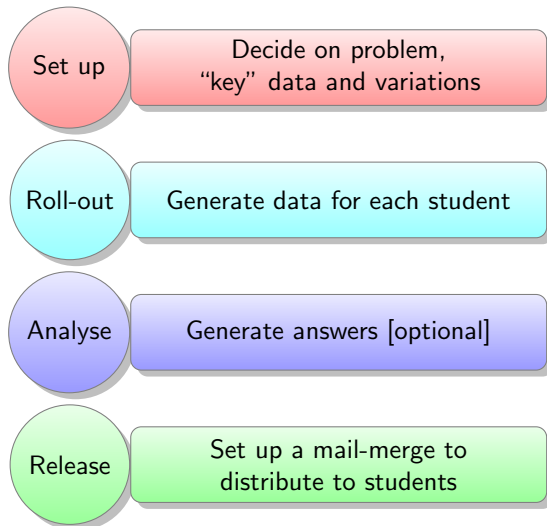 Set up
Decide on problem,
“key” data and variations
Roll-out
Generate data for each student
Analyse
Generate answers [optional]
Release
Set up a mail-merge to
distribute to students